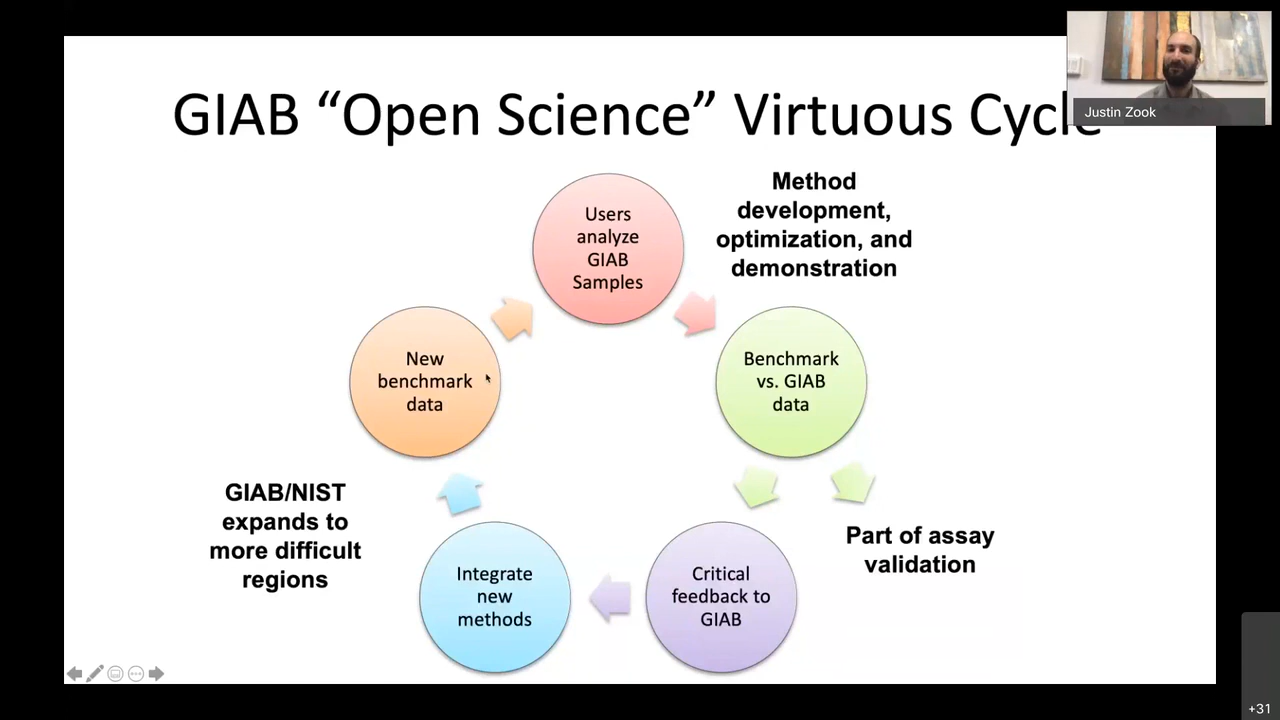 GIAB “Open Science” Virtuous Cycle
Justin Zook
Users
analyze
GIAB
Samples
Method
development,
optimization, and
demonstration
Benchmark
vs. GIAB
data
Part of assay
validation
Critical
feedback to
GIAB
Integrate
new
methods
GIAB/NIST
expands to
more difficult
regions
New
benchmark
data
+31